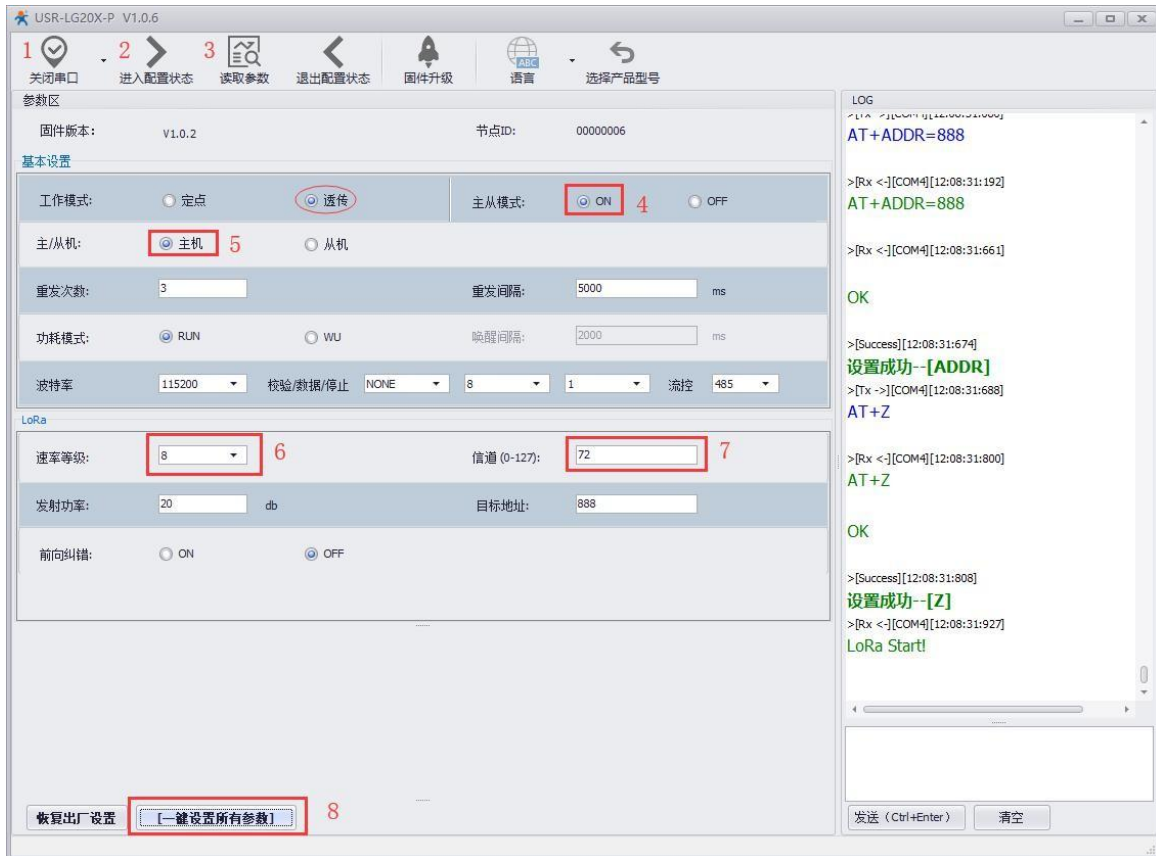 USR-LG20X-P V1.0.6
1 2 3
关闭串口 进入配置状态 读取参数 退出配置状态 固件升级 ABC 语言 选择产品型号
参数区
固件版本： V1.0.2 节点ID: 00000006
基本设置
工作模式: 定点 透传 主从模式: ON 4 OFF
主/从机: 主机 5 从机
重发次数: 3 重发间隔: 5000 ms
功耗模式: RUN WU 唤醒间隔: 2000 ms
波特率 115200 校验/数据/停止 NONE 8 1 流控 485
LoRa
速率等级: 8 6 信道 (0-127): 72 7
发射功率: 20 db 目标地址: 888
前向纠错: ON OFF
恢复出厂设置 [一键设置所有参数] 8
LOG
AT+ADDR=888
>[Rx <-][COM4][12:08:31:192]
AT+ADDR=888
>[Rx <-][COM4][12:08:31:661]
OK
>[Success][12:08:31:674]
设置成功--[ADDR]
>[Tx ->][COM4][12:08:31:688]
AT+Z
>[Rx <-][COM4][12:08:31:800]
AT+Z
OK
>[Success][12:08:31:808]
设置成功--[Z]
>[Rx <-][COM4][12:08:31:927]
LoRa Start!
发送（Ctrl+Enter） 清空